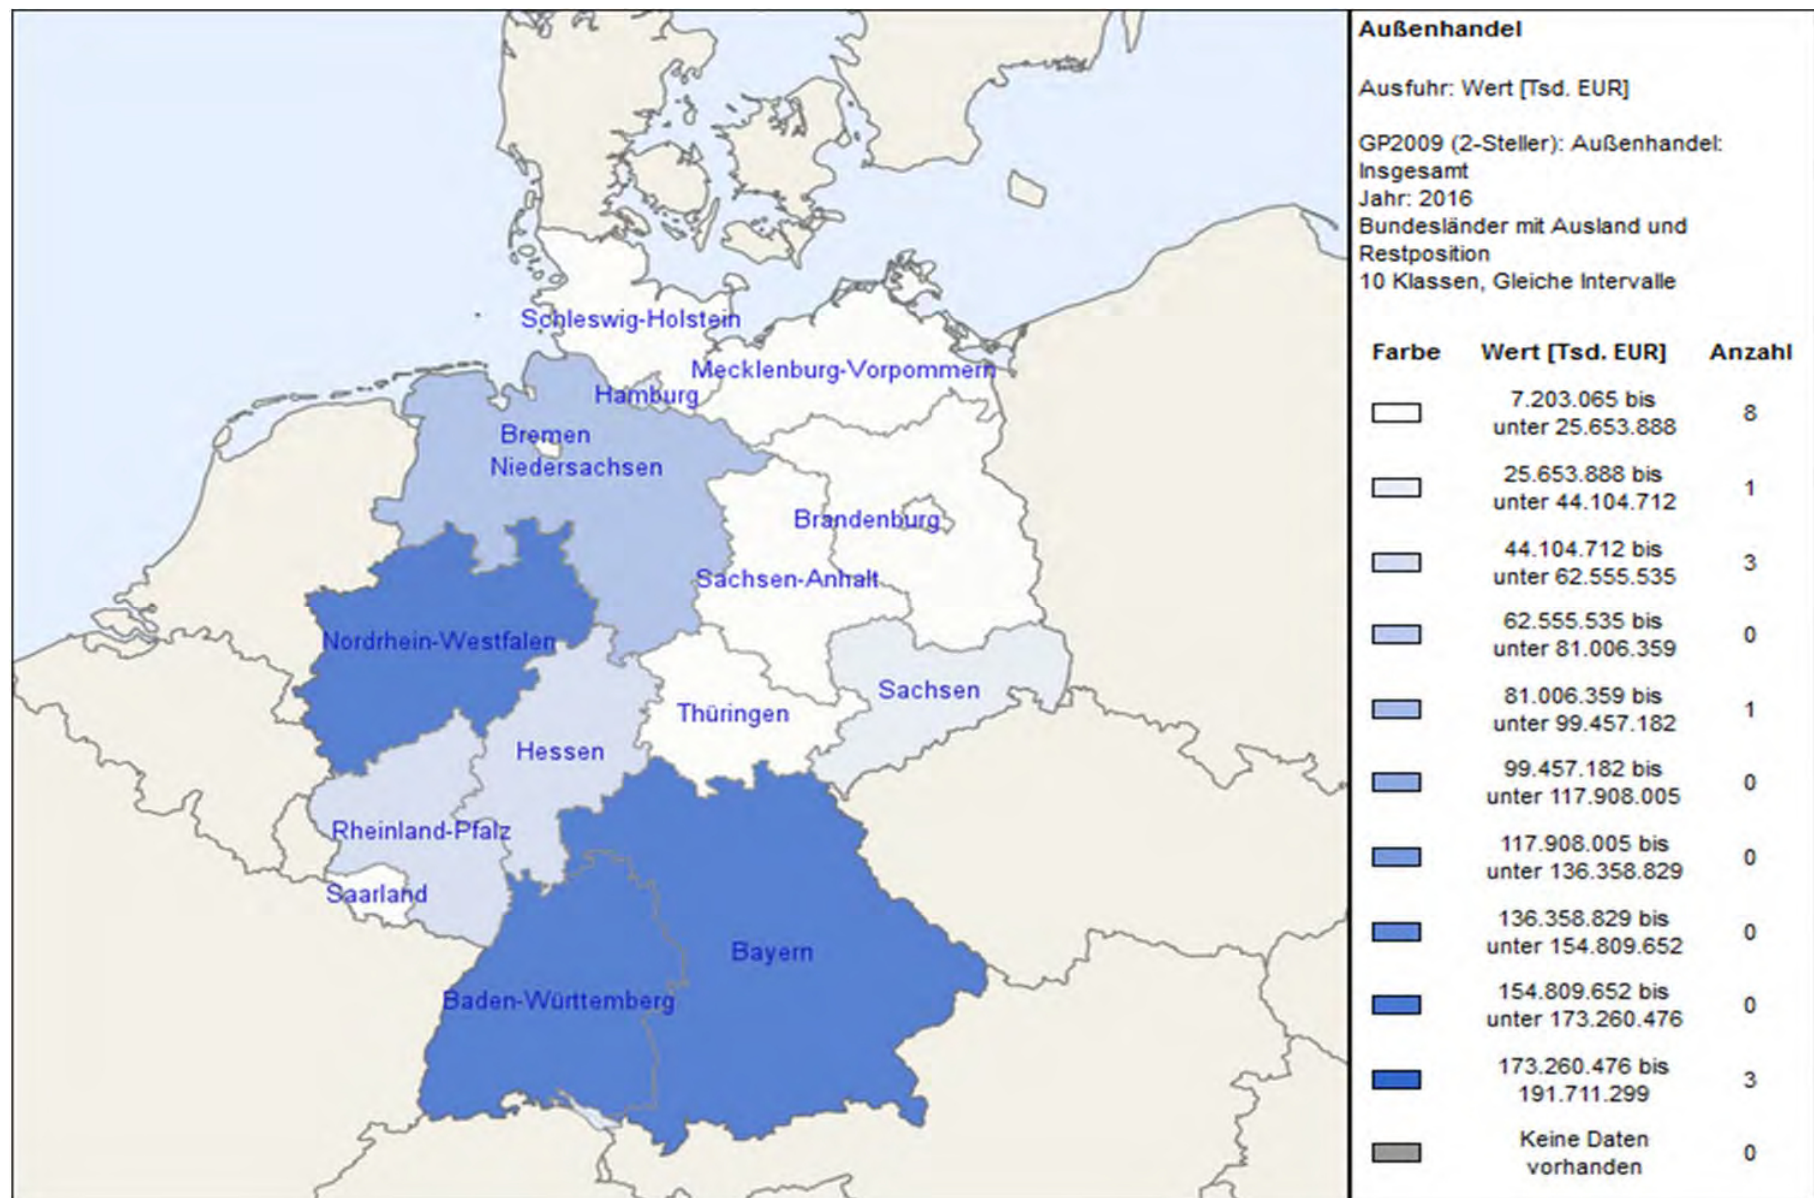 Außenhandel
Ausfuhr: Wert [Tsd. EUR]
GP2009 (2-Steller): Außenhandel:
Insgesamt
Jahr: 2016
Bundesländer mit Ausland und
Restposition
10 Klassen, Gleiche Intervalle
Farbe Wert [Tsd. EUR] Anzahl
7.203.065 bis
unter 25.653.888 8
25.653.888 bis
unter 44.104.712 1
44.104.712 bis
unter 62.555.535 3
62.555.535 bis
unter 81.006.359 0
81.006.359 bis
unter 99.457.182 1
99.457.182 bis
unter 117.908.005 0
117.908.005 bis
unter 136.358.829 0
136.358.829 bis
unter 154.809.652 0
154.809.652 bis
unter 173.260.476 0
173.260.476 bis
191.711.299 3
Keine Daten
vorhanden 0
Schleswig-Holstein
Mecklenburg-Vorpommern
Hamburg
Bremen
Niedersachsen
Brandenburg
Sachsen-Anhalt
Nordrhein-Westfalen
Sachsen
Thüringen
Hessen
Rheinland-Pfalz
Saarland
Bayern
Baden-Württemberg